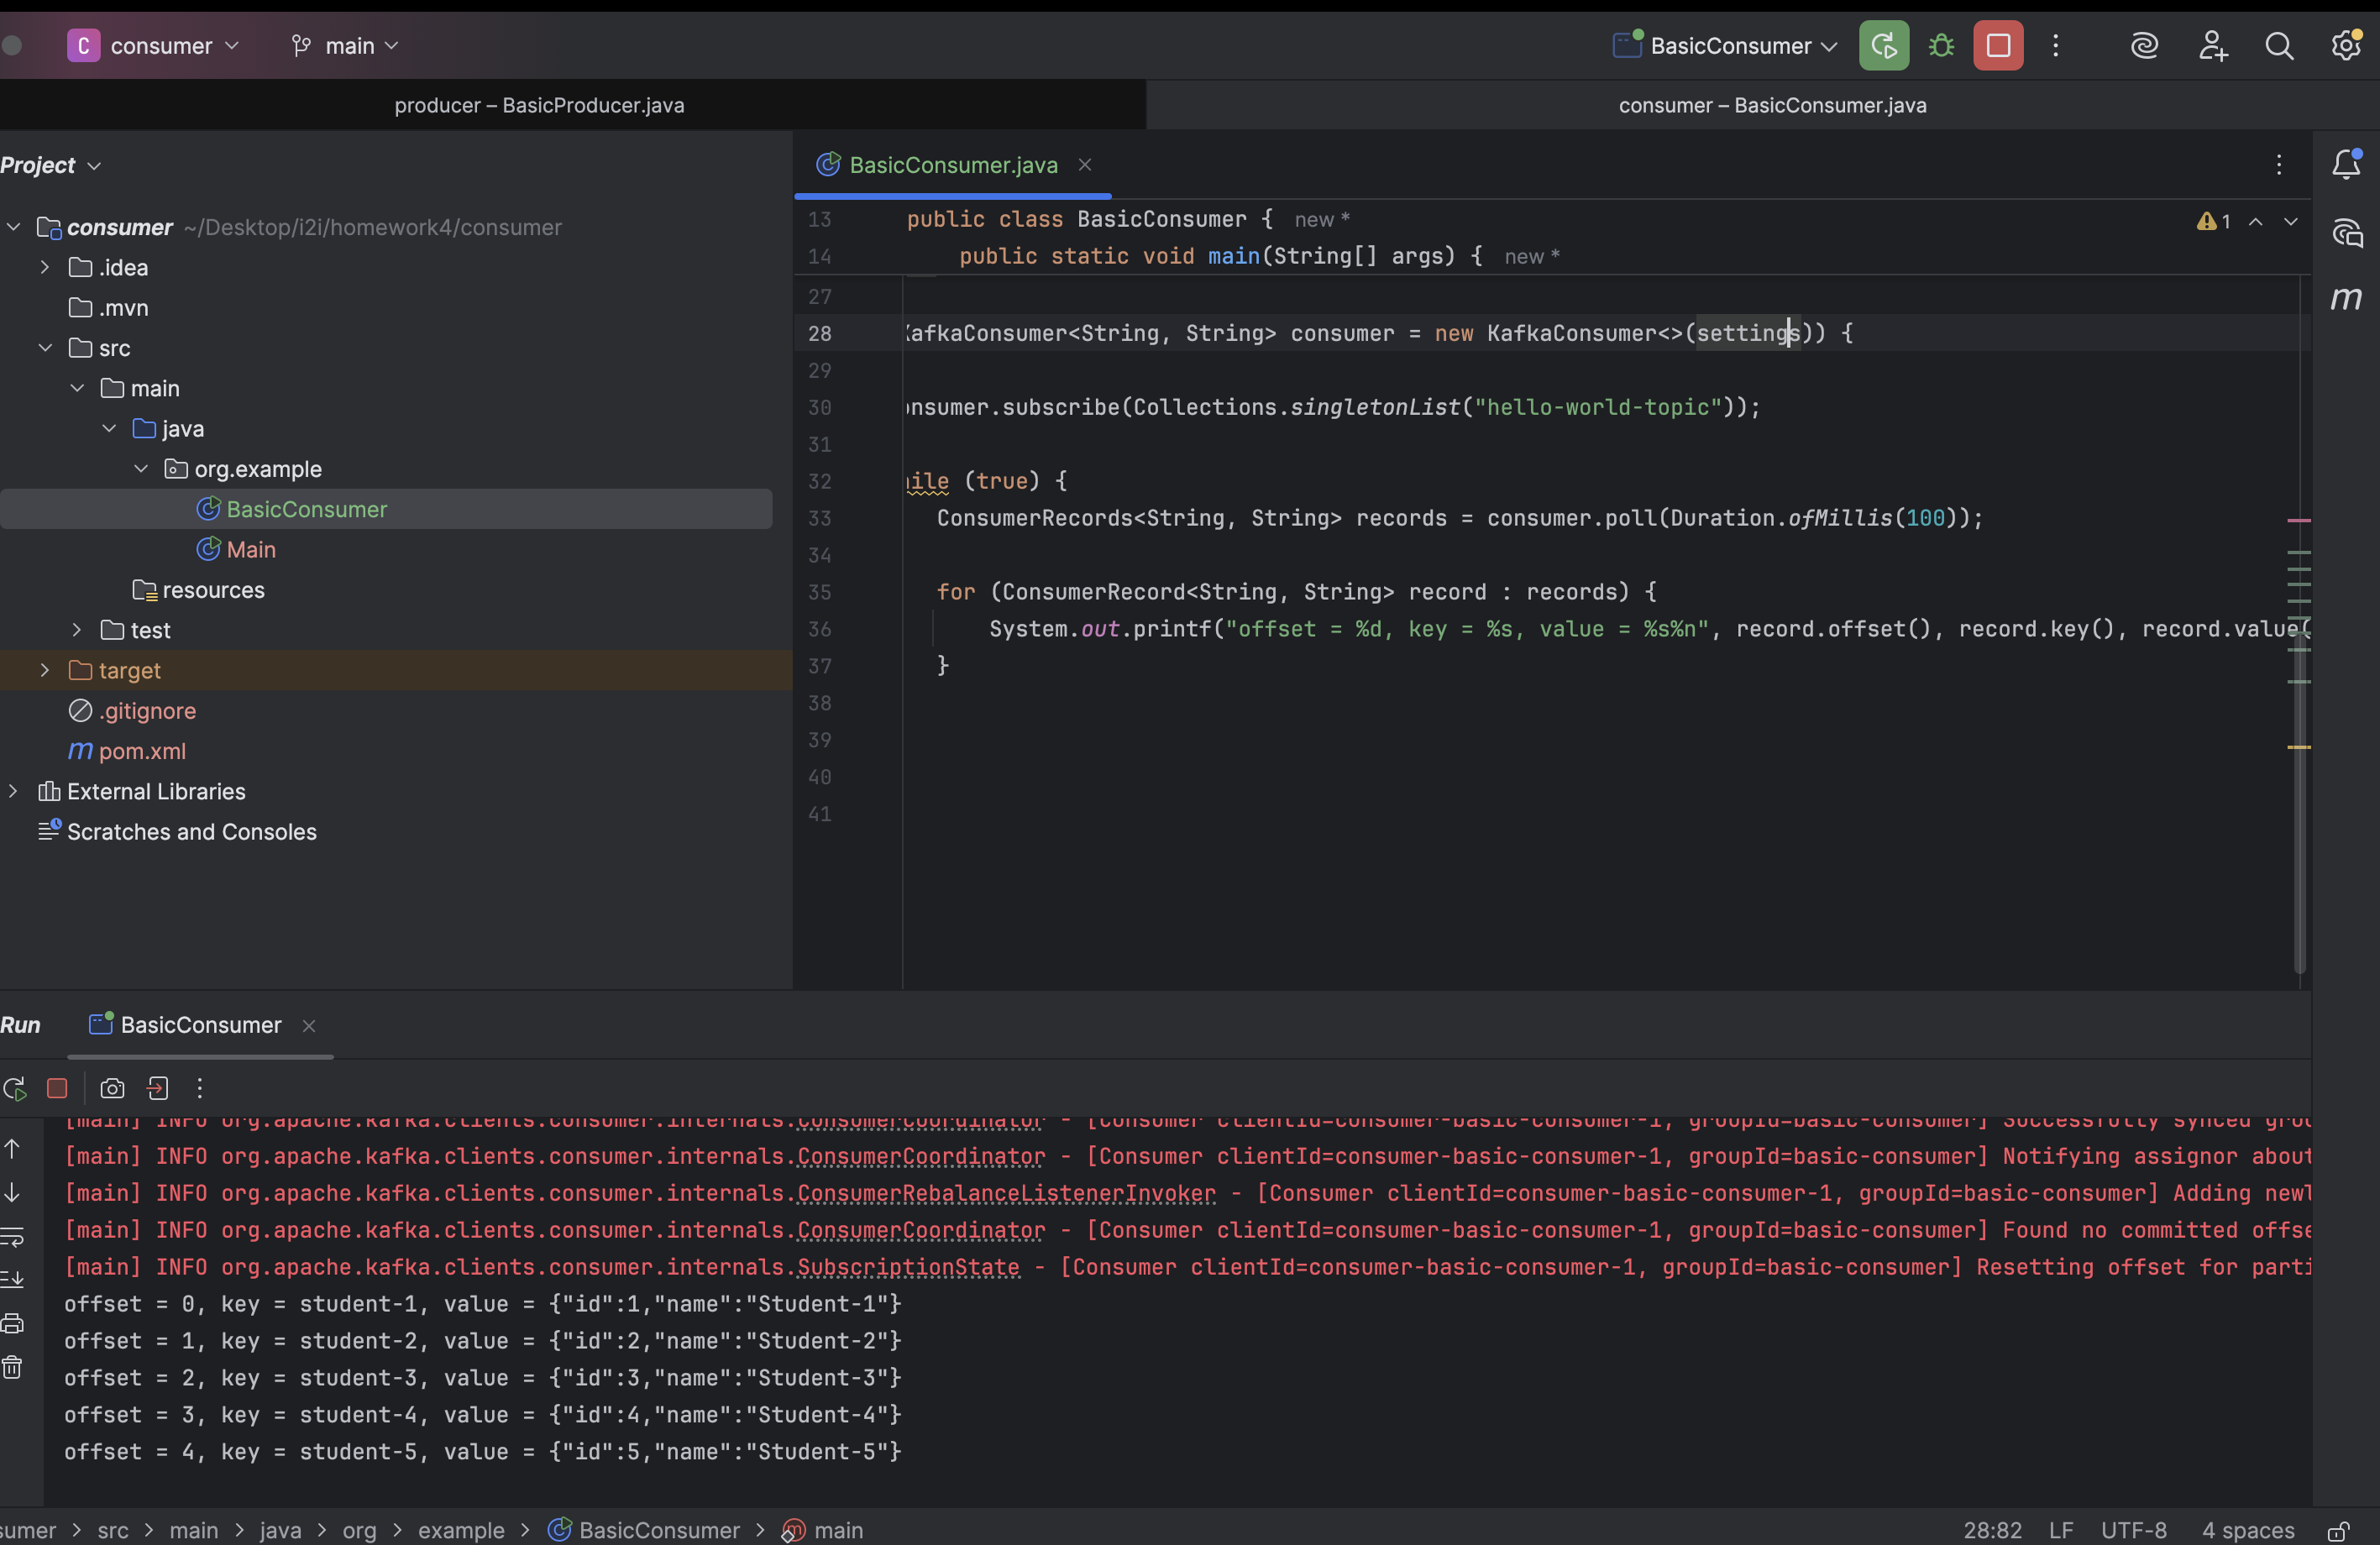 C consumer main BasicConsumer
producer – BasicProducer.java
consumer – BasicConsumer.java
Project
consumer ~/Desktop/i2i/homework4/consumer
.idea
.mvn
src
main
java
org.example
BasicConsumer
Main
resources
test
target
.gitignore
m pom.xml
External Libraries
Scratches and Consoles
BasicConsumer.java
13 public class BasicConsumer { new *
14 public static void main(String[] args) { new *
1
27
28 KafkaConsumer<String, String> consumer = new KafkaConsumer<>(settings)) {
29
30 onsumer.subscribe(Collections.singletonList("hello-world-topic"));
31
32 ile (true) {
33 ConsumerRecords<String, String> records = consumer.poll(Duration.ofMillis(100));
34
35 for (ConsumerRecord<String, String> record : records) {
36 System.out.printf("offset = %d, key = %s, value = %s%n", record.offset(), record.key(), record.value(
37 }
38
39
40
41
m
Run BasicConsumer
[main] INFO org.apache.kafka.clients.consumer.internals.ConsumerCoordinator - [Consumer clientId=consumer-basic-consumer-1, groupId=basic-consumer] Successfully synced grou
[main] INFO org.apache.kafka.clients.consumer.internals.ConsumerCoordinator - [Consumer clientId=consumer-basic-consumer-1, groupId=basic-consumer] Notifying assignor about
[main] INFO org.apache.kafka.clients.consumer.internals.ConsumerRebalanceListenerInvoker - [Consumer clientId=consumer-basic-consumer-1, groupId=basic-consumer] Adding newl
[main] INFO org.apache.kafka.clients.consumer.internals.ConsumerCoordinator - [Consumer clientId=consumer-basic-consumer-1, groupId=basic-consumer] Found no committed offse
[main] INFO org.apache.kafka.clients.consumer.internals.SubscriptionState - [Consumer clientId=consumer-basic-consumer-1, groupId=basic-consumer] Resetting offset for parti
offset = 0, key = student-1, value = {"id":1,"name":"Student-1"}
offset = 1, key = student-2, value = {"id":2,"name":"Student-2"}
offset = 2, key = student-3, value = {"id":3,"name":"Student-3"}
offset = 3, key = student-4, value = {"id":4,"name":"Student-4"}
offset = 4, key = student-5, value = {"id":5,"name":"Student-5"}
sumer > src > main > java > org > example > BasicConsumer > m main
28:82 LF UTF-8 4 spaces